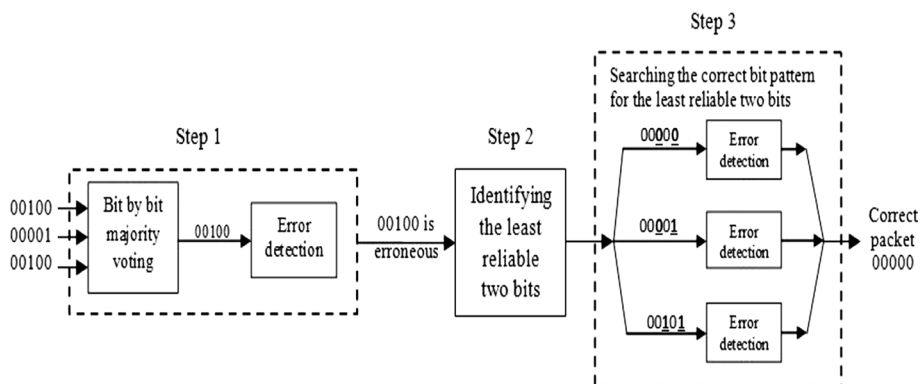 Step 3
Searching the correct bit pattern
for the least reliable two bits
Step 1
Step 2
00100
00001
00100
Bit by bit
majority
voting
00100
Error
detection
00100 is
erroneous
Identifying
the least
reliable
two bits
00000
Error
detection
00001
Error
detection
00101
Error
detection
Correct
packet
00000